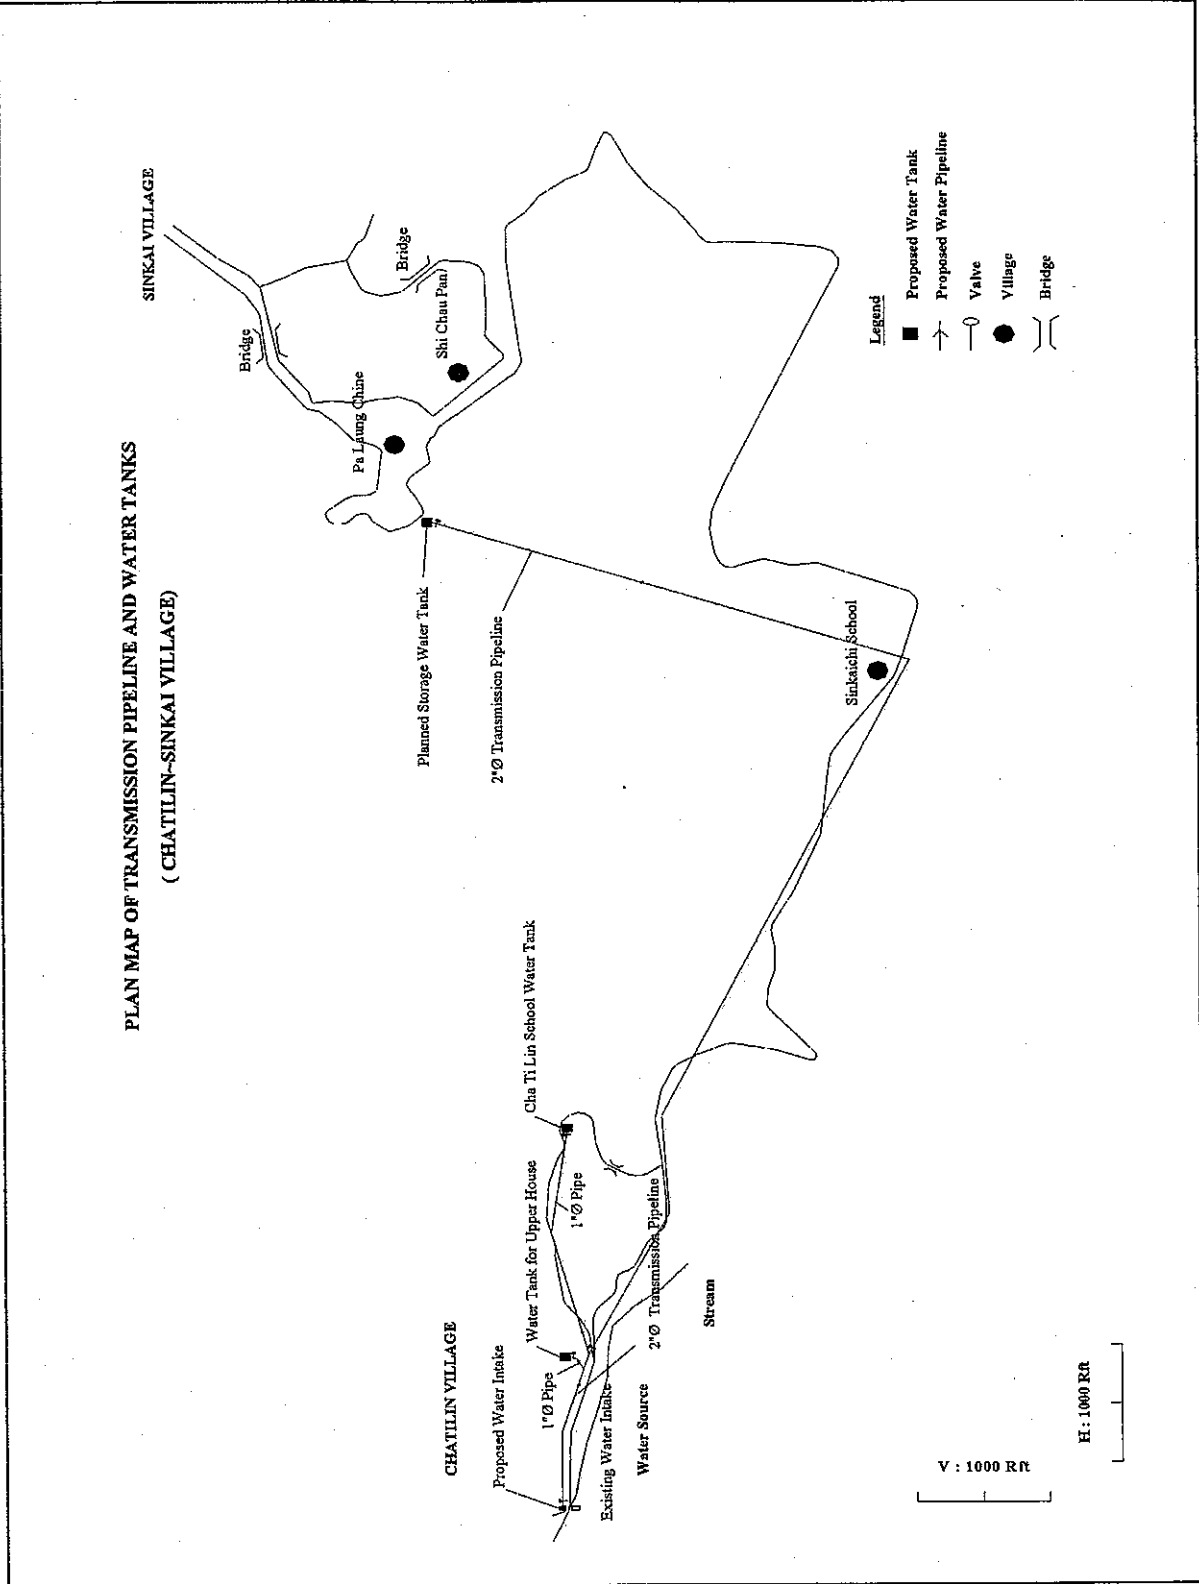 PLAN MAP OF TRANSMISSION PIPELINE AND WATER TANKS
( CHATILIN~SINKAI VILLAGE)
SINKAI VILLAGE
Bridge
Bridge
Pa Laung Chine
Shi Chau Pan)
Planned Storage Water Tank
2"Ø Transmission Pipeline
Sinkaichi School
CHATILIN VILLAGE
Proposed Water Intake
Water Tank for Upper House
Cha Ti Lin School Water Tank
1"Ø Pipe
1"Ø Pipe
Existing Water Intake
Water Source
2"Ø Transmission Pipeline
Stream
Legend
Proposed Water Tank
Proposed Water Pipeline
Valve
Village
Bridge
V : 1000 Rft
H : 1000 Rft